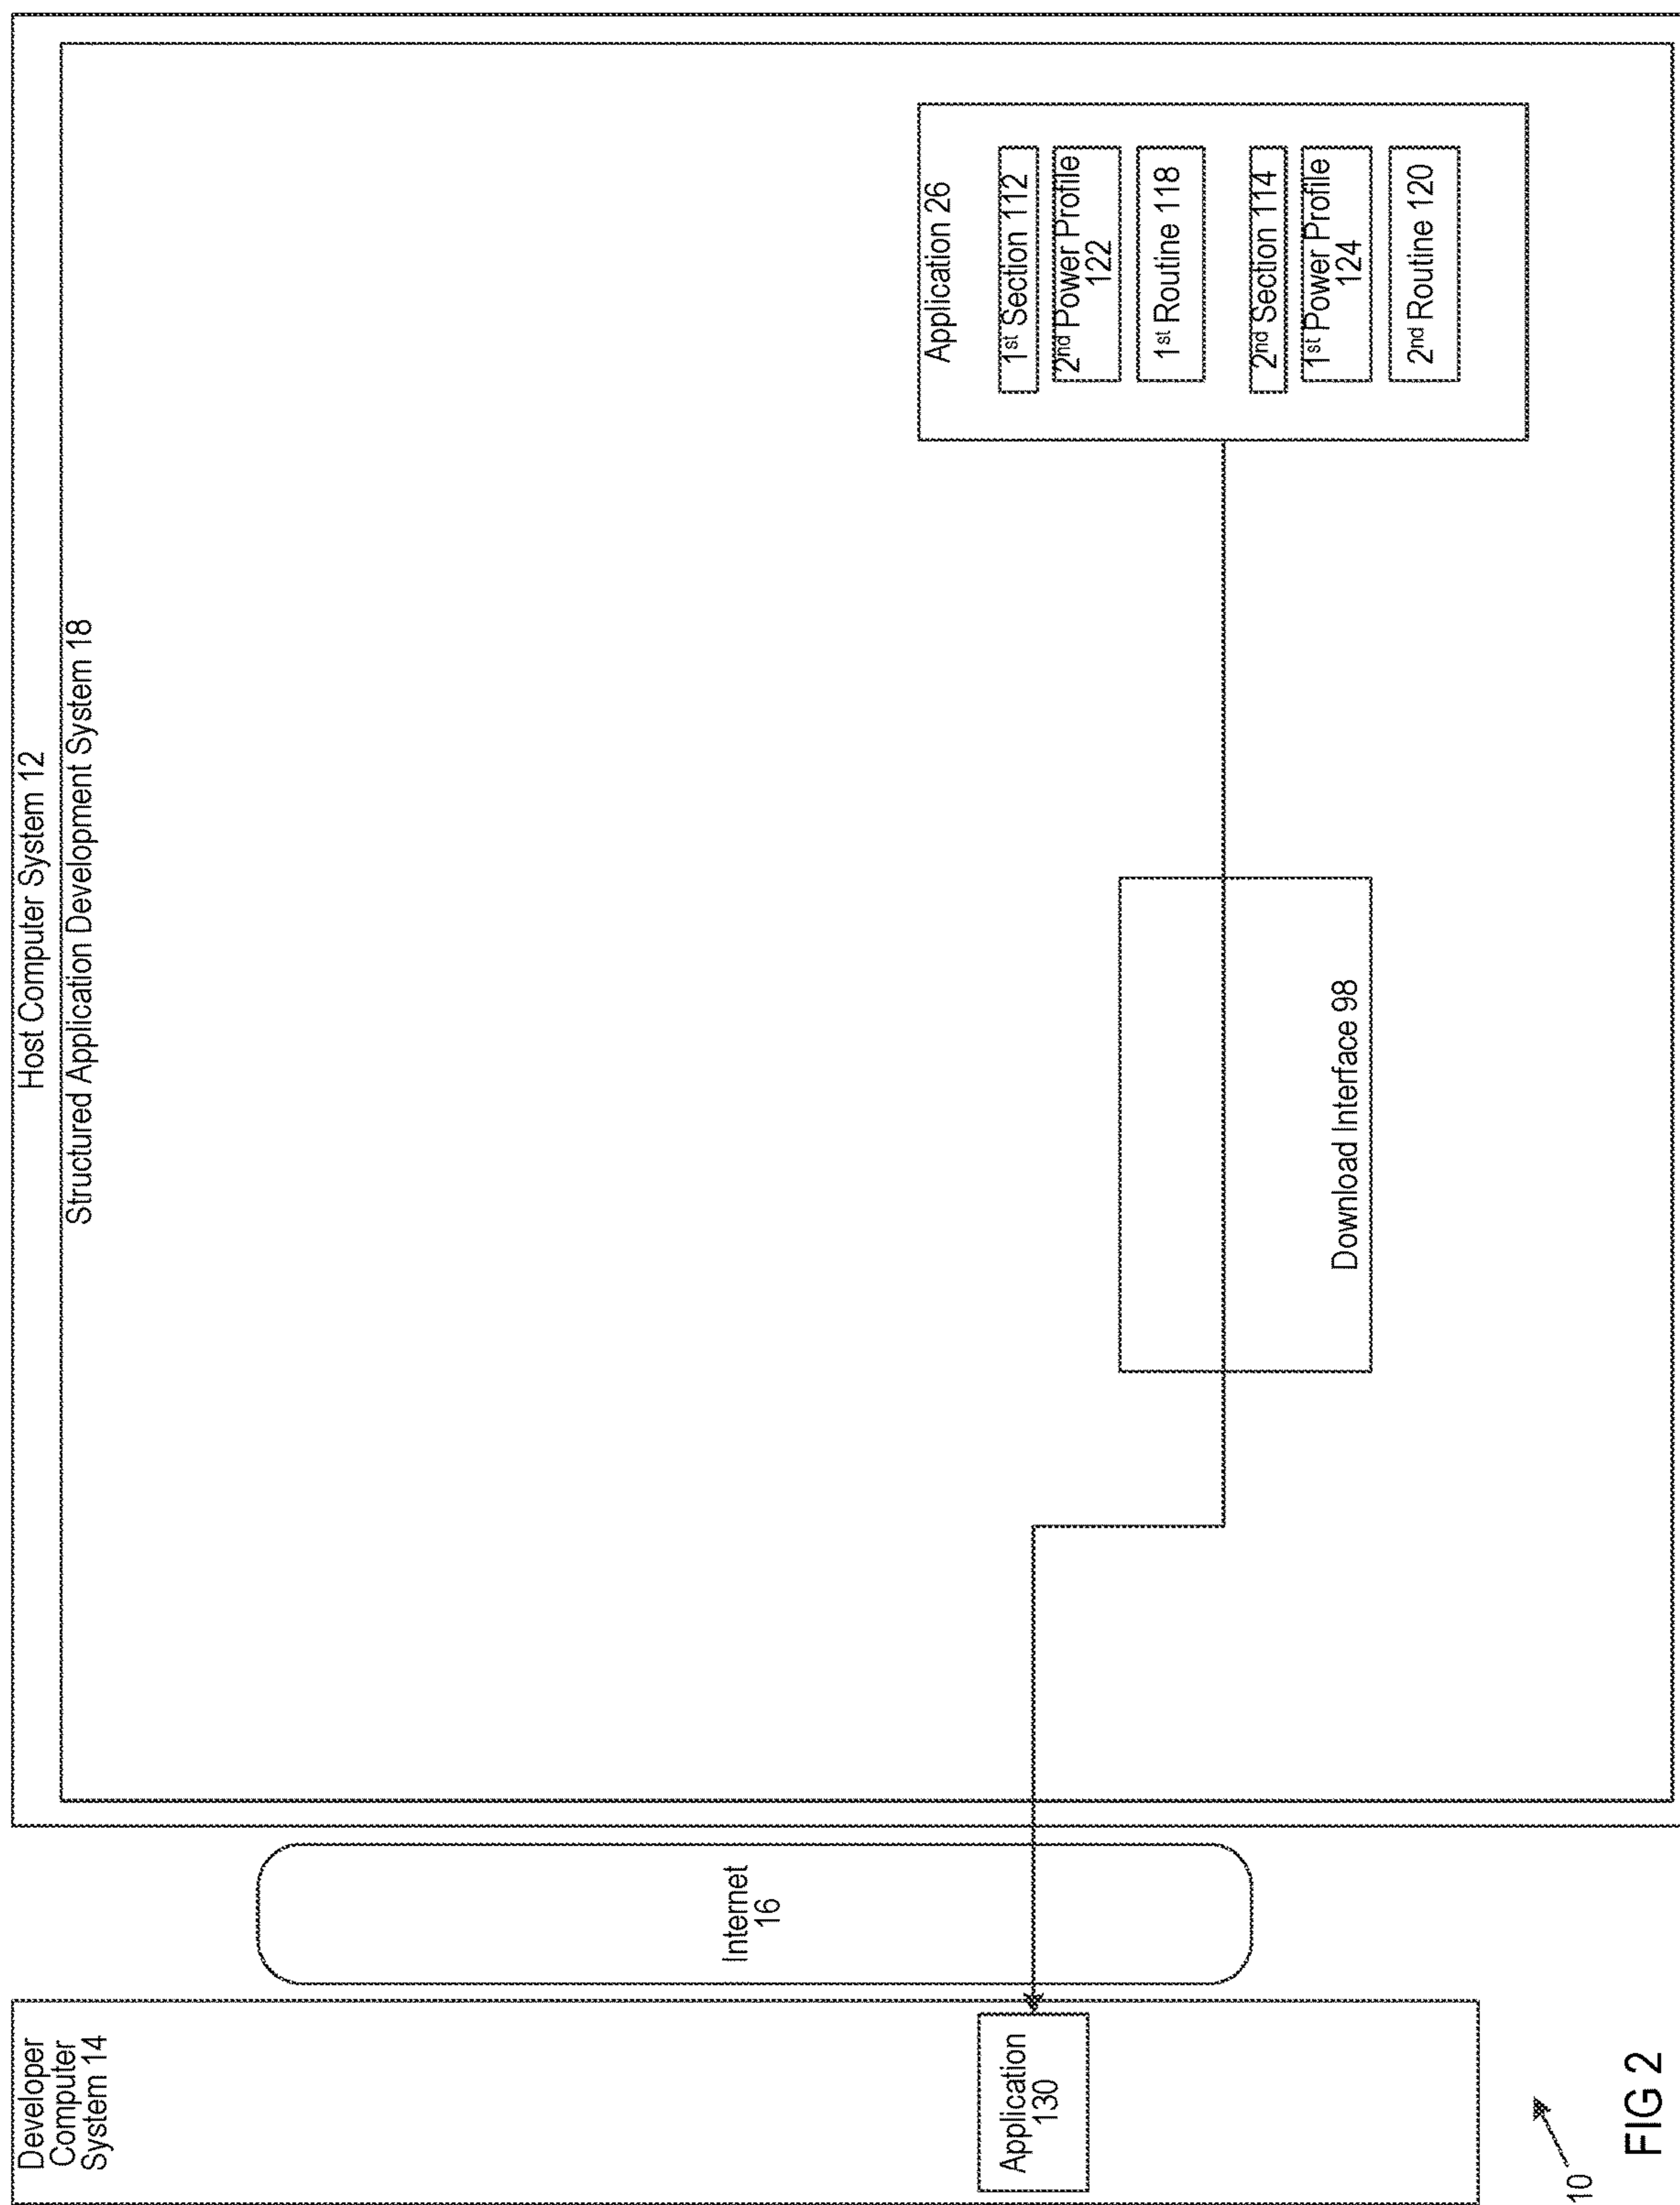 Developer
Computer
System 14
Application
130
Internet
16
Host Computer System 12
Structured Application Development System 18
Download Interface 98
Application 26
1st Section 112
2nd Power Profile
122
1st Routine 118
2nd Section 114
1st Power Profile
124
2nd Routine 120
10
FIG 2